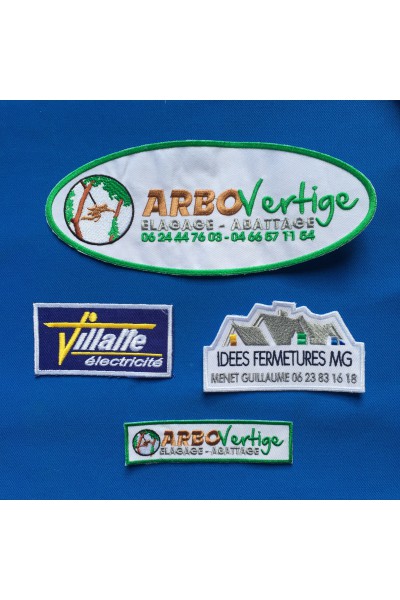 ARBOVertige
ELAGAGE - ABATTAGE
06 24 44 76 03 - 04 66 57 11 54
Villalle
électricité
IDEES FERMETURES MG
MENET GUILLAUME 06 23 83 16 18
ARBOVertige
ELAGAGE - ABATTAGE